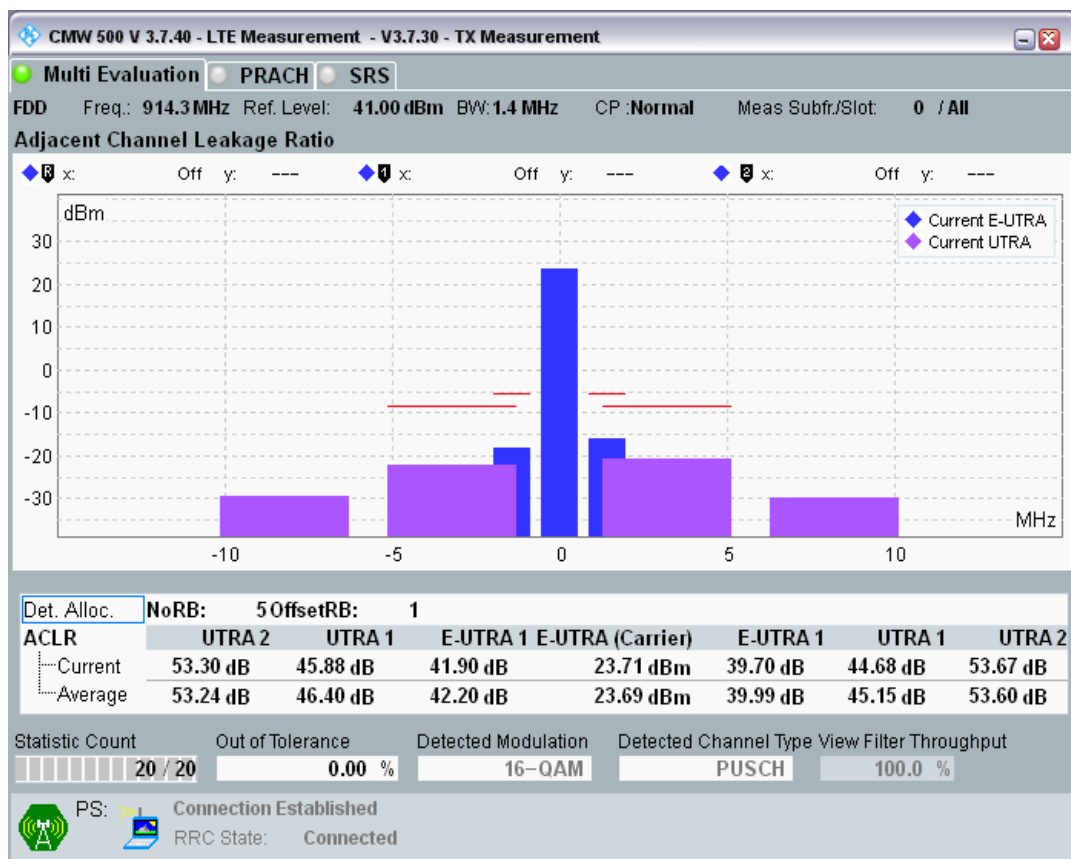 CMW 500 V 3.7.40 - LTE Measurement - V3.7.30 - TX Measurement
Multi Evaluation PRACH SRS
FDD Freq.: 914.3 MHz Ref. Level: 41.00 dBm BW: 1.4 MHz CP :Normal Meas Subfr./Slot: 0 / All
Adjacent Channel Leakage Ratio
R x: Off y: --- 1 x: Off y: --- 2 x: Off y: ---
dBm
Current E-UTRA
Current UTRA
30
20
10
0
-10
-20
-30
MHz
-10 -5 0 5 10
Det. Alloc. NoRB: 5 OffsetRB: 1
ACLR UTRA 2 UTRA 1 E-UTRA 1 E-UTRA (Carrier) E-UTRA 1 UTRA 1 UTRA 2
Current 53.30 dB 45.88 dB 41.90 dB 23.71 dBm 39.70 dB 44.68 dB 53.67 dB
Average 53.24 dB 46.40 dB 42.20 dB 23.69 dBm 39.99 dB 45.15 dB 53.60 dB
Statistic Count Out of Tolerance Detected Modulation Detected Channel Type View Filter Throughput
20 / 20 0.00 % 16-QAM PUSCH 100.0 %
PS: Connection Established
RRC State: Connected